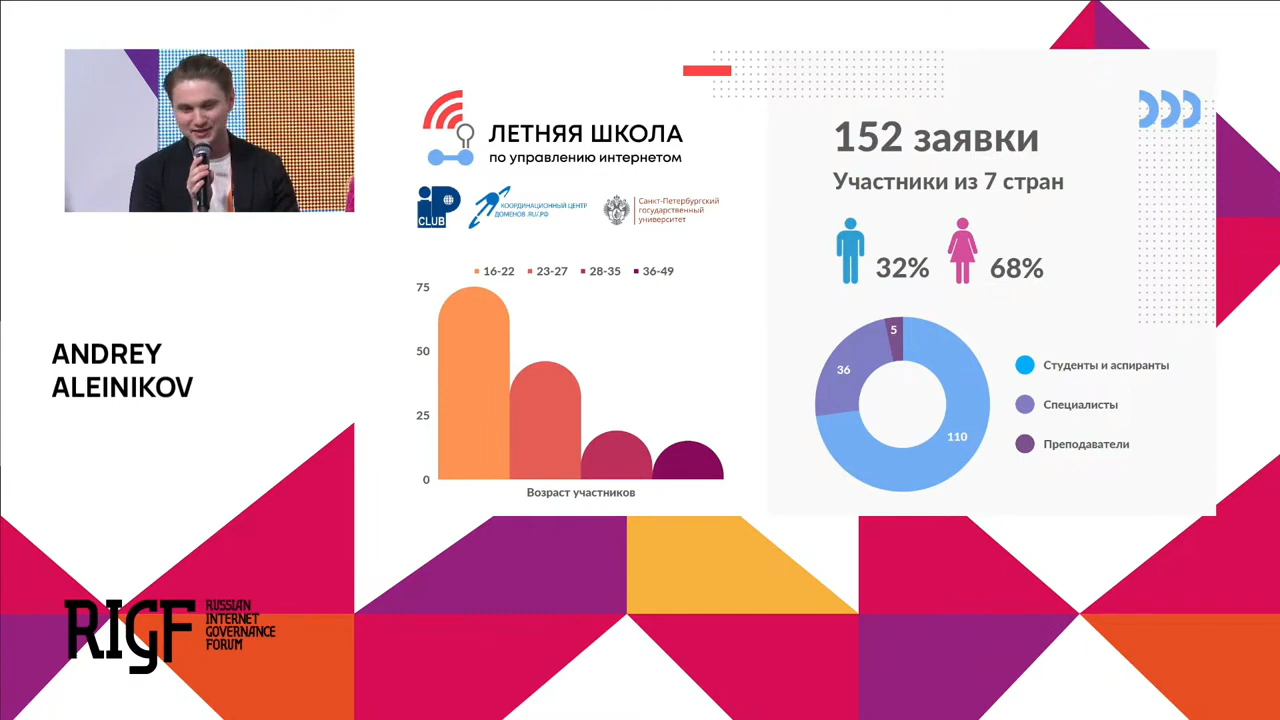 ANDREY
ALEINIKOV
RIGF
RUSSIAN
INTERNET
GOVERNANCE
FORUM
ЛЕТНЯЯ ШКОЛА
по управлению интернетом
iP
CLUB
КООРДИНАЦИОННЫЙ ЦЕНТР
ДОМЕНОВ .RU/.РФ
Санкт-Петербургский
государственный
университет
16-22 23-27 28-35 36-49
75
50
25
0
Возраст участников
152 заявки
Участники из 7 стран
32% 68%
5
36
110
Студенты и аспиранты
Специалисты
Преподаватели